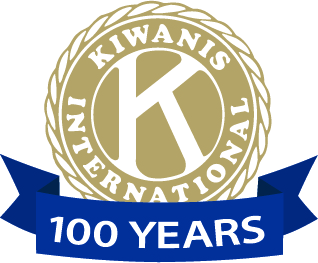 KIWANIS
K
INTERNATIONAL
100 YEARS